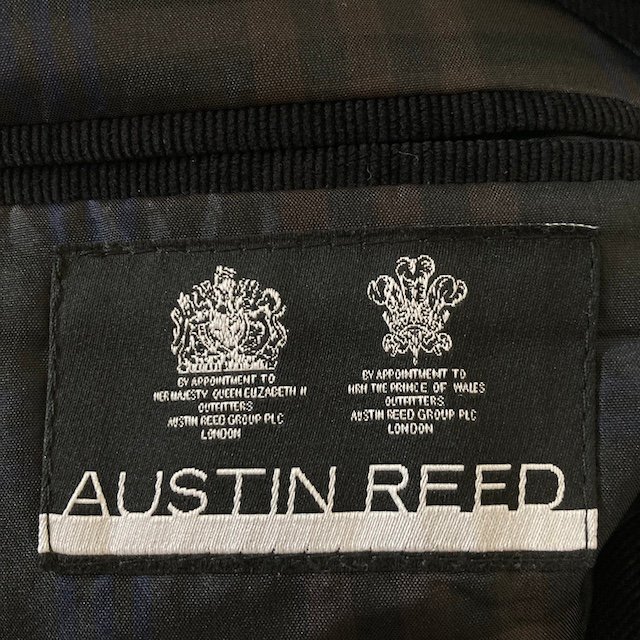 BY APPOINTMENT TO
HER MAJESTY QUEEN ELIZABETH II
OUTFITTERS
AUSTIN REED GROUP PLC
LONDON
BY APPOINTMENT TO
HRH THE PRINCE OF WALES
OUTFITTERS
AUSTIN REED GROUP PLC
LONDON
AUSTIN REED